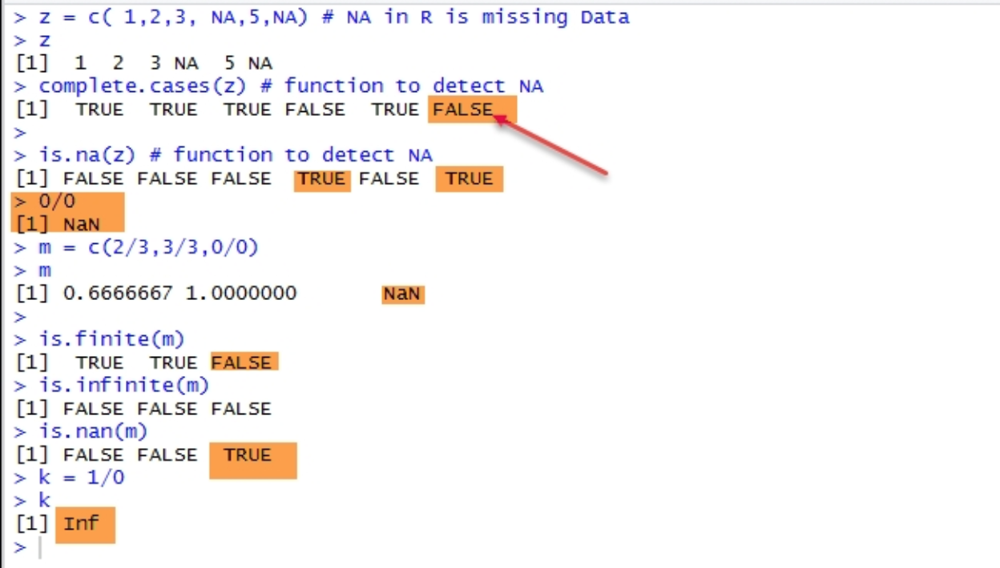 > z = c( 1,2,3, NA,5,NA) # NA in R is missing Data
> z
[1]  1  2  3 NA  5 NA
> complete.cases(z) # function to detect NA
[1]  TRUE  TRUE  TRUE FALSE  TRUE FALSE
>
> is.na(z) # function to detect NA
[1] FALSE FALSE FALSE  TRUE FALSE  TRUE
> 0/0
[1] NaN
> m = c(2/3,3/3,0/0)
> m
[1] 0.6666667 1.0000000       NaN
>
> is.finite(m)
[1]  TRUE  TRUE FALSE
> is.infinite(m)
[1] FALSE FALSE FALSE
> is.nan(m)
[1] FALSE FALSE  TRUE
> k = 1/0
> k
[1] Inf
>